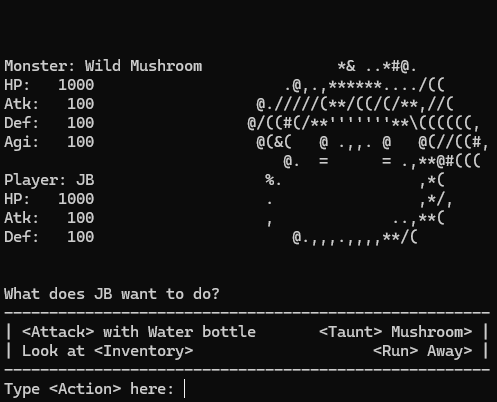 Monster: Wild Mushroom
HP: 1000
Atk: 100
Def: 100
Agi: 100
Player: JB
HP: 1000
Atk: 100
Def: 100
What does JB want to do?
| <Attack> with Water bottle <Taunt> Mushroom> |
| Look at <Inventory> <Run> Away> |
Type <Action> here: